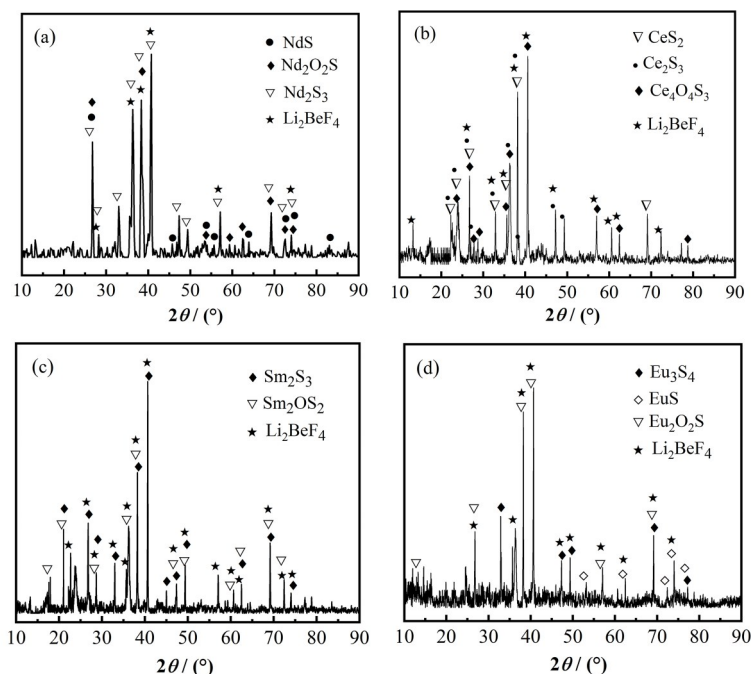 (a)
NdS
Nd₂O₂S
Nd₂S₃
Li₂BeF₄
10 20 30 40 50 60 70 80 90
2θ / (°)
(b)
CeS₂
Ce₂S₃
Ce₄O₄S₃
Li₂BeF₄
10 20 30 40 50 60 70 80 90
2θ / (°)
(c)
Sm₂S₃
Sm₂OS₂
Li₂BeF₄
10 20 30 40 50 60 70 80 90
2θ / (°)
(d)
Eu₃S₄
EuS
Eu₂O₂S
Li₂BeF₄
10 20 30 40 50 60 70 80 90
2θ / (°)